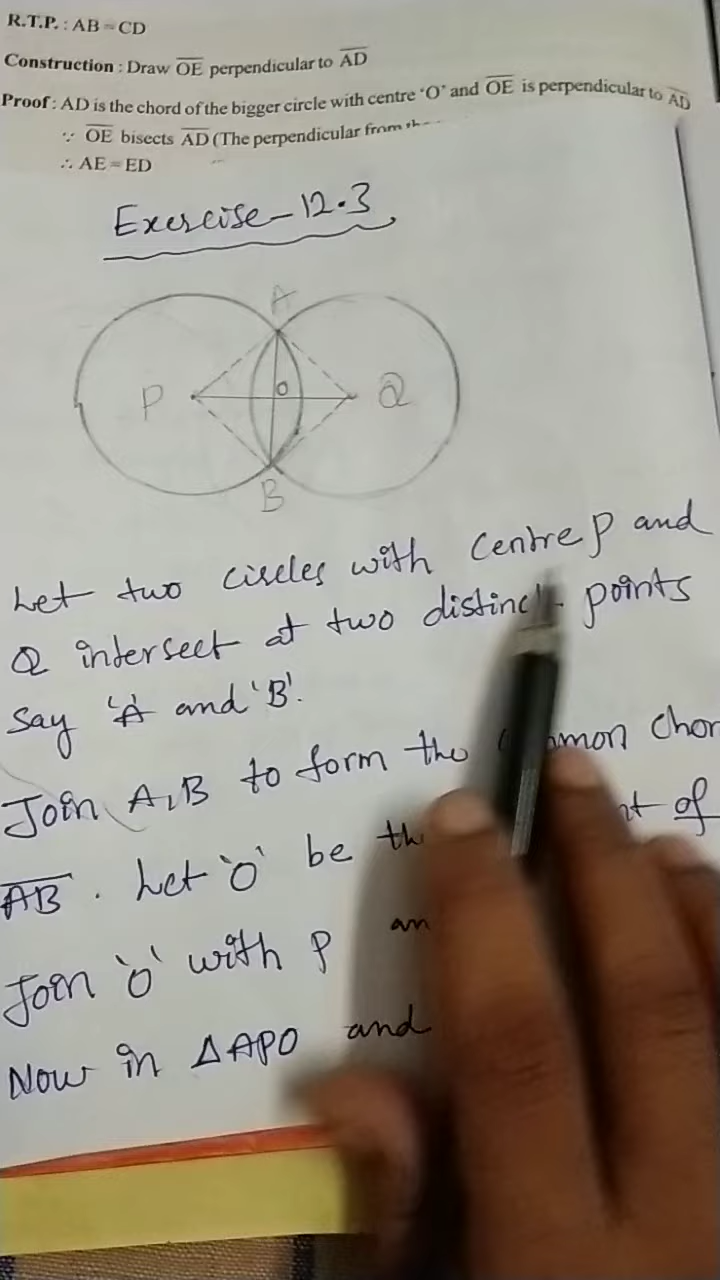 R.T.P. : AB = CD
Construction : Draw OE perpendicular to AD
Proof : AD is the chord of the bigger circle with centre 'O' and OE is perpendicular to AD
∵ OE bisects AD (The perpendicular from
∴ AE = ED
Exercise-12.3
A
P O Q
B
Let two circles with centre P and
Q intersect at two distinct points
say 'A' and 'B'.
Join A,B to form the
AB. Let 'O' be of
Join 'O' with P
Now in ΔAPO and